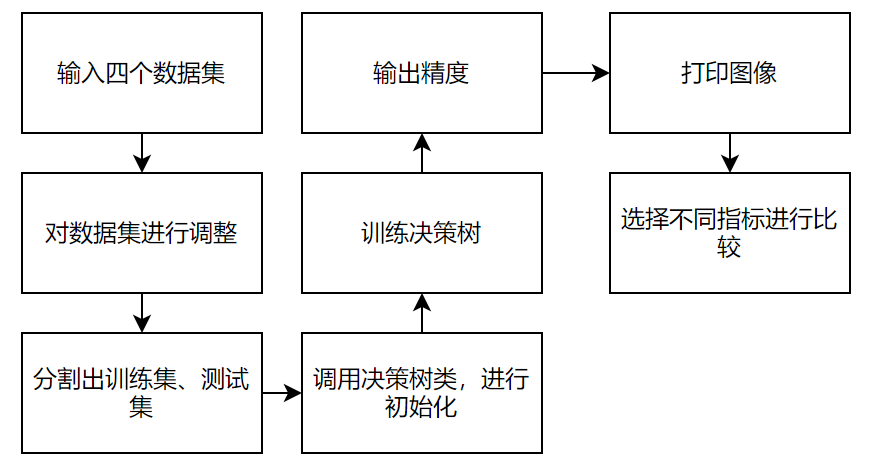 输入四个数据集
对数据集进行调整
分割出训练集、测试
集
调用决策树类，进行
初始化
训练决策树
输出精度
打印图像
选择不同指标进行比
较